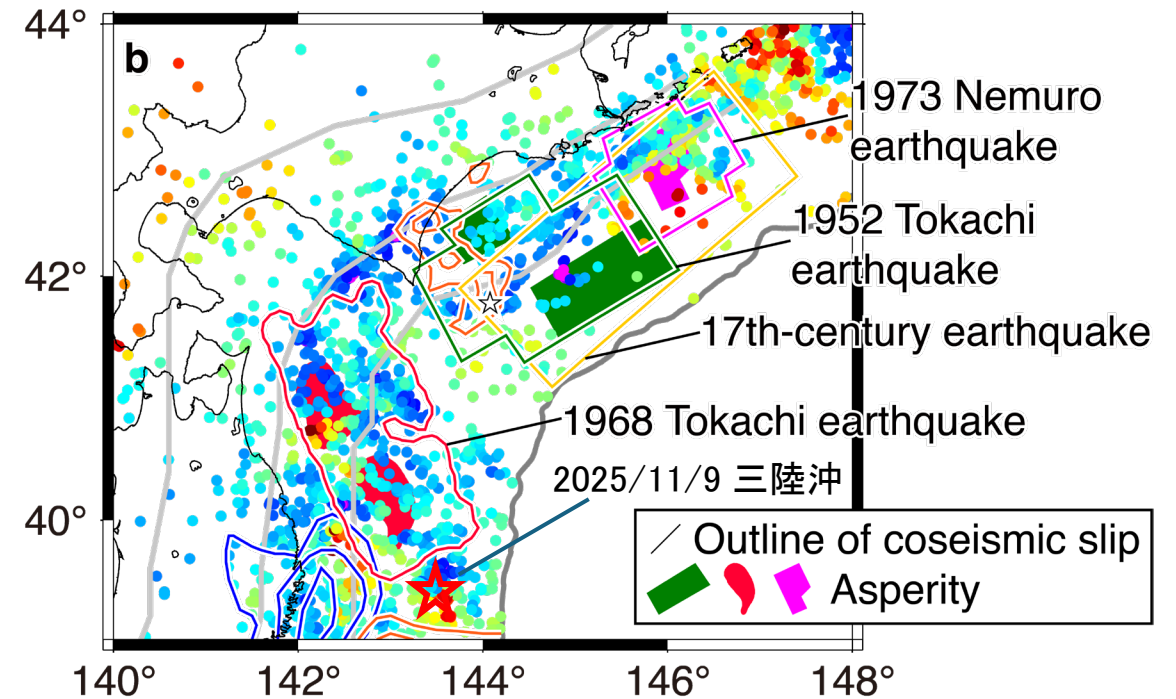 44°
b
1973 Nemuro
earthquake
1952 Tokachi
earthquake
42°
17th-century earthquake
1968 Tokachi earthquake
2025/11/9 三陸沖
40°
Outline of coseismic slip
Asperity
140°
142°
144°
146°
148°